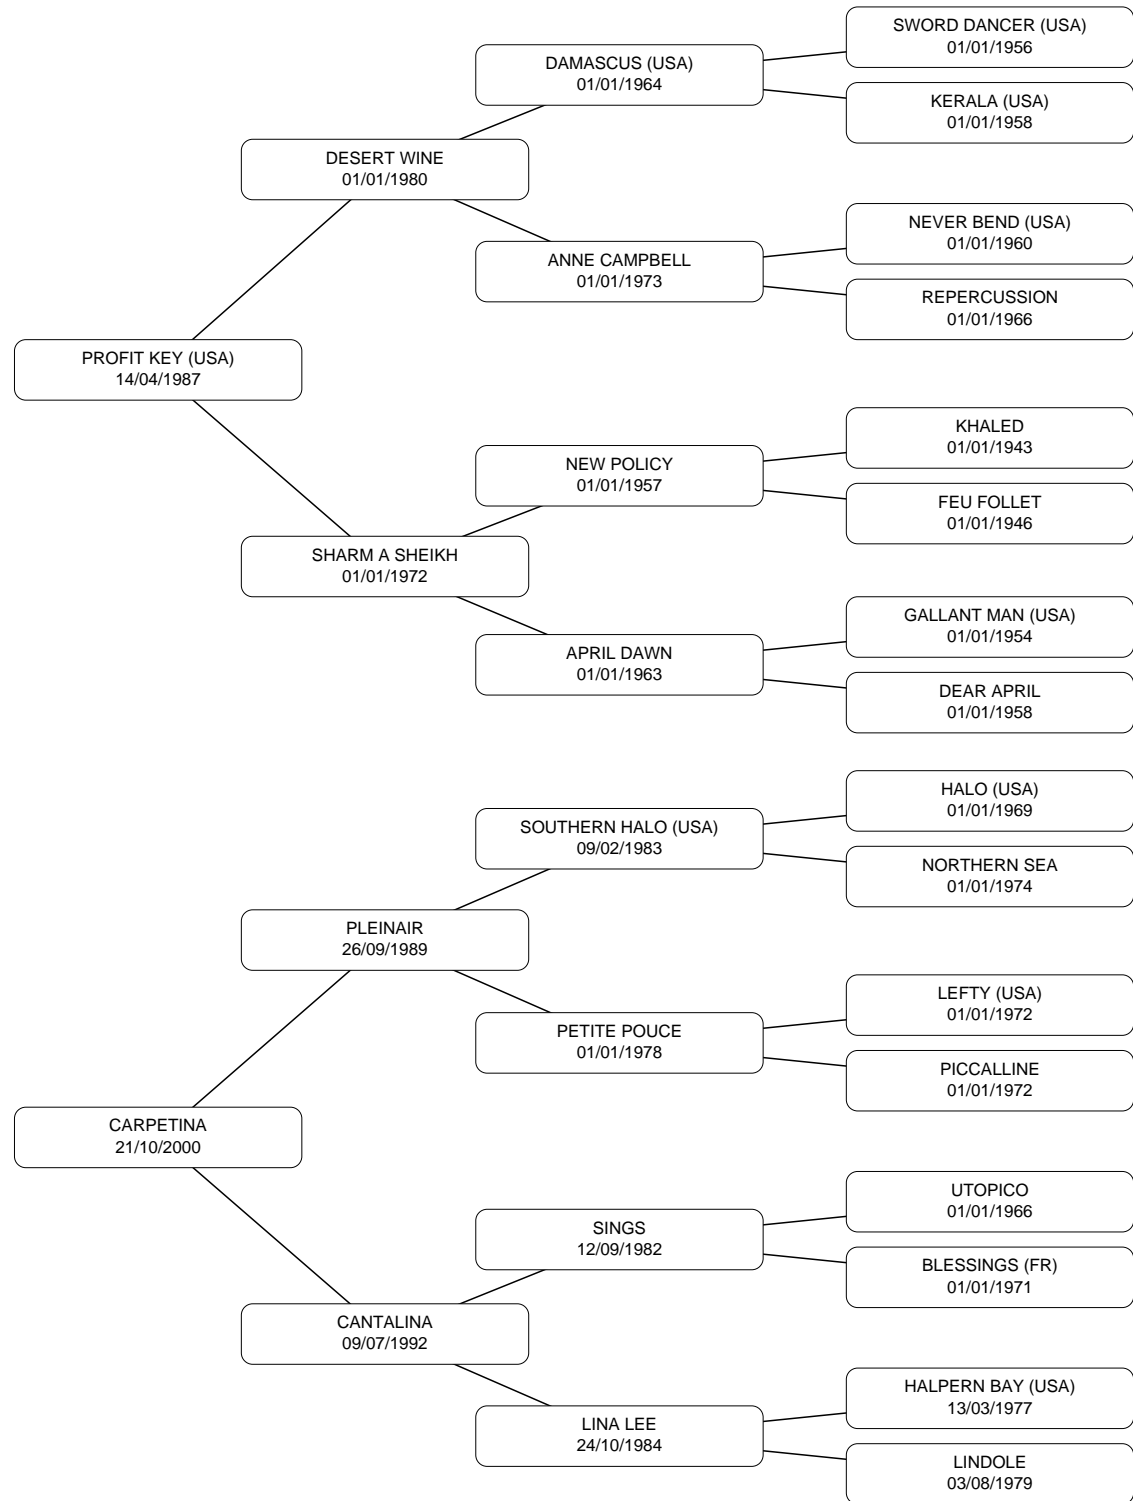 SWORD DANCER (USA)
01/01/1956
DAMASCUS (USA)
01/01/1964
KERALA (USA)
01/01/1958
DESERT WINE
01/01/1980
NEVER BEND (USA)
01/01/1960
ANNE CAMPBELL
01/01/1973
REPERCUSSION
01/01/1966
PROFIT KEY (USA)
14/04/1987
KHALED
01/01/1943
NEW POLICY
01/01/1957
FEU FOLLET
01/01/1946
SHARM A SHEIKH
01/01/1972
GALLANT MAN (USA)
01/01/1954
APRIL DAWN
01/01/1963
DEAR APRIL
01/01/1958
HALO (USA)
01/01/1969
SOUTHERN HALO (USA)
09/02/1983
NORTHERN SEA
01/01/1974
PLEINAIR
26/09/1989
LEFTY (USA)
01/01/1972
PETITE POUCE
01/01/1978
PICCALLINE
01/01/1972
CARPETINA
21/10/2000
UTOPICO
01/01/1966
SINGS
12/09/1982
BLESSINGS (FR)
01/01/1971
CANTALINA
09/07/1992
HALPERN BAY (USA)
13/03/1977
LINA LEE
24/10/1984
LINDOLE
03/08/1979